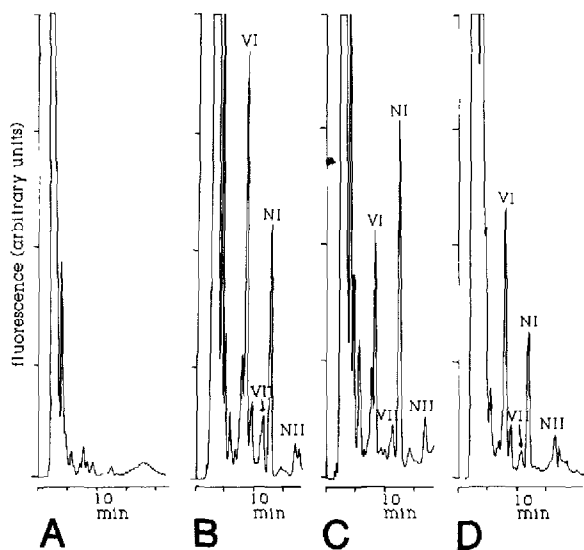 fluorescence (arbitrary units)
VI
NI
VII
NII
VI
NI
VII
NII
VI
NI
VII
NII
10
min
10
min
10
min
10
min
A
B
C
D